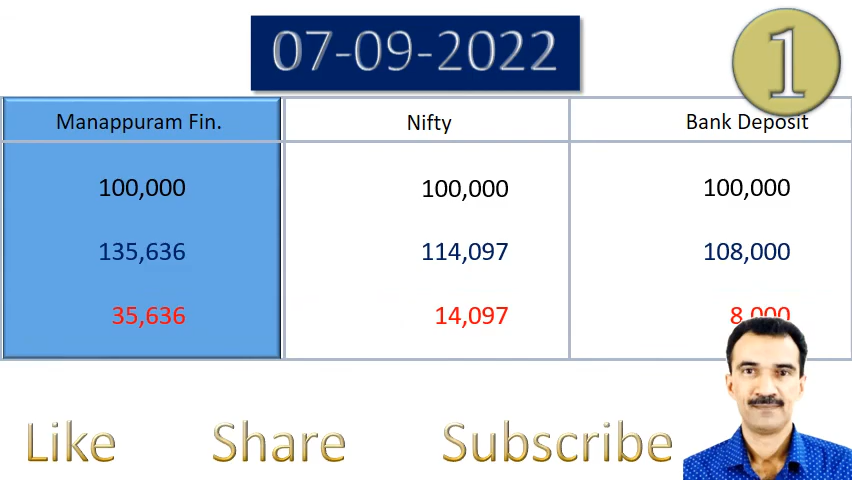 07-09-2022
1
Manappuram Fin. Nifty Bank Deposit
100,000 100,000 100,000
135,636 114,097 108,000
35,636 14,097 8,000
Like Share Subscribe